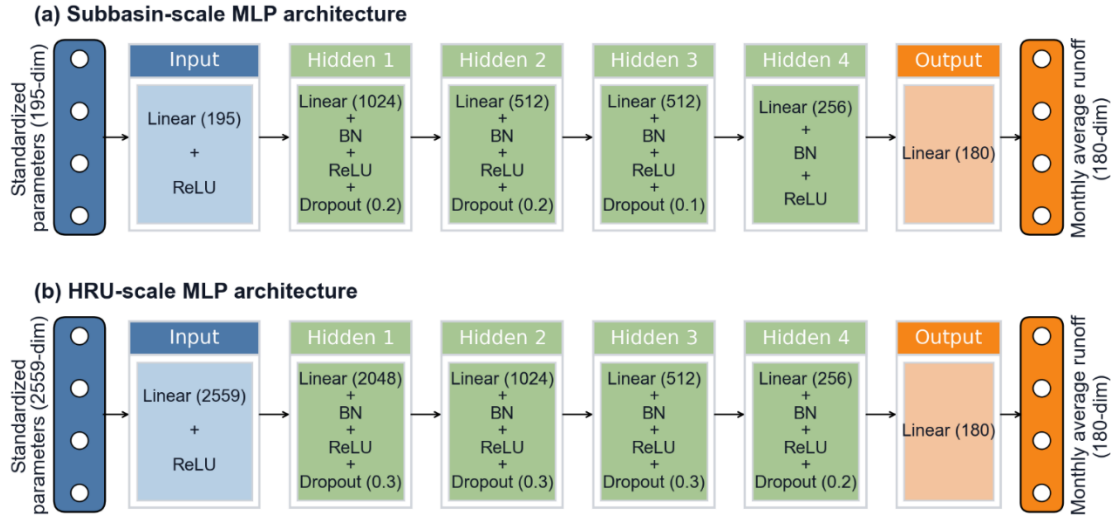 (a) Subbasin-scale MLP architecture
Standardized
parameters (195-dim)
Input
Linear (195)
+
ReLU
Hidden 1
Linear (1024)
+
BN
+
ReLU
+
Dropout (0.2)
Hidden 2
Linear (512)
+
BN
+
ReLU
+
Dropout (0.2)
Hidden 3
Linear (512)
+
BN
+
ReLU
+
Dropout (0.1)
Hidden 4
Linear (256)
+
BN
+
ReLU
Output
Linear (180)
Monthly average runoff
(180-dim)
(b) HRU-scale MLP architecture
Standardized
parameters (2559-dim)
Input
Linear (2559)
+
ReLU
Hidden 1
Linear (2048)
+
BN
+
ReLU
+
Dropout (0.3)
Hidden 2
Linear (1024)
+
BN
+
ReLU
+
Dropout (0.3)
Hidden 3
Linear (512)
+
BN
+
ReLU
+
Dropout (0.3)
Hidden 4
Linear (256)
+
BN
+
ReLU
+
Dropout (0.2)
Output
Linear (180)
Monthly average runoff
(180-dim)